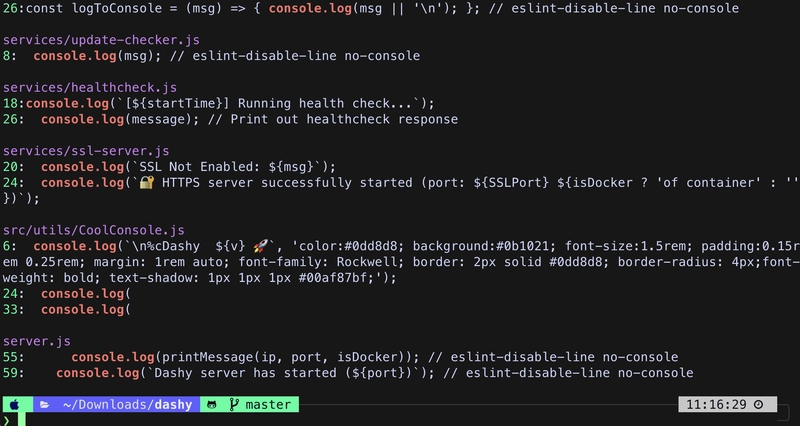 26:const logToConsole = (msg) => { console.log(msg || '\n'); }; // eslint-disable-line no-console
services/update-checker.js
8:  console.log(msg); // eslint-disable-line no-console
services/healthcheck.js
18:console.log(`[${startTime}] Running health check...`);
26:  console.log(message); // Print out healthcheck response
services/ssl-server.js
20:  console.log(`SSL Not Enabled: ${msg}`);
24:  console.log(`🔐 HTTPS server successfully started (port: ${SSLPort} ${isDocker ? 'of container' : ''
})`);
src/utils/CoolConsole.js
6:  console.log(`\n%cDashy  ${v} 🚀`, 'color:#0dd8d8; background:#0b1021; font-size:1.5rem; padding:0.15r
em 0.25rem; margin: 1rem auto; font-family: Rockwell; border: 2px solid #0dd8d8; border-radius: 4px;font-
weight: bold; text-shadow: 1px 1px 1px #00af87bf;');
24:  console.log(
33:  console.log(
server.js
55:      console.log(printMessage(ip, port, isDocker)); // eslint-disable-line no-console
59:    console.log(`Dashy server has started (${port})`); // eslint-disable-line no-console
~/Downloads/dashy master 11:16:29
❯